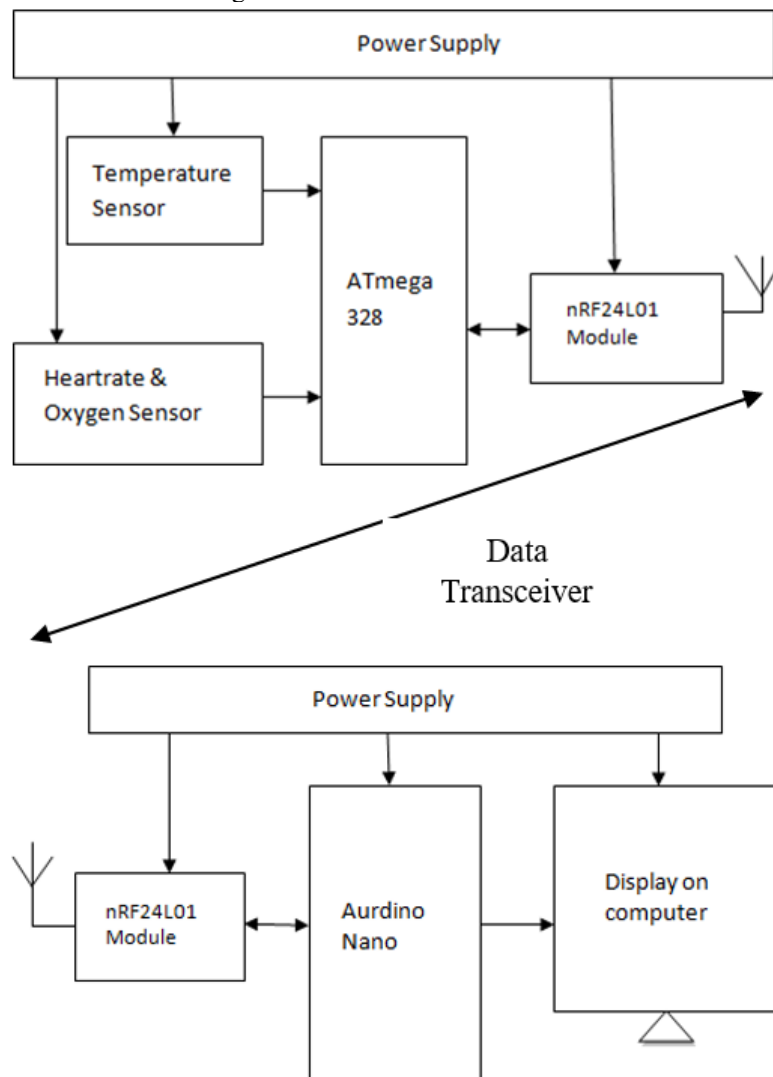 Power Supply
Temperature
Sensor
ATmega
328
nRF24L01
Module
Heartrate &
Oxygen Sensor
Data
Transceiver
Power Supply
nRF24L01
Module
Aurdino
Nano
Display on
computer